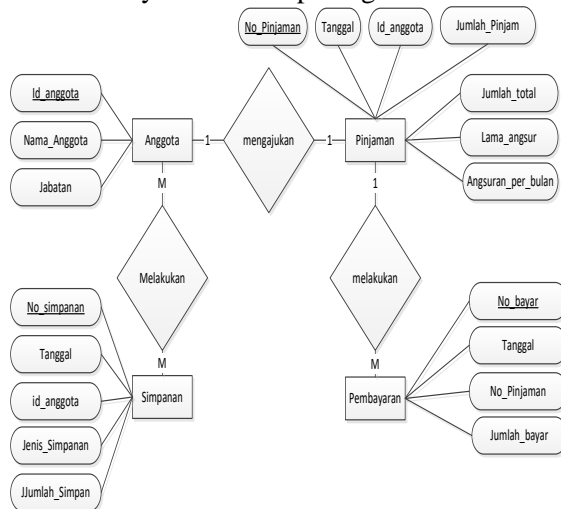 No_Pinjaman
Tanggal
Id_anggota
Jumlah_Pinjam
Id_anggota
Nama_Anggota
Jabatan
Anggota
1
mengajukan
1
Pinjaman
Jumlah_total
Lama_angsur
Angsuran_per_bulan
M
1
Melakukan
melakukan
M
M
No_simpanan
Tanggal
id_anggota
Jenis_Simpanan
JJumlah_Simpan
Simpanan
Pembayaran
No_bayar
Tanggal
No_Pinjaman
Jumlah_bayar